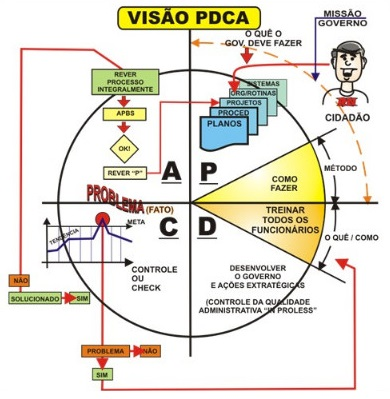 VISÃO PDCA
O QUÊ O
GOV. DEVE FAZER
MISSÃO
GOVERNO
CIDADÃO
REVER
PROCESSO
INTEGRALMENTE
APBS
OK!
REVER "P"
SISTEMAS
ORG/ROTINAS
PROJETOS
PROCED
PLANOS
A
P
MÉTODO
COMO
FAZER
PROBLEMA (FATO)
C
D
TREINAR
TODOS OS
FUNCIONÁRIOS
O QUÊ / COMO
META
TENDÊNCIA
CONTROLE
OU
CHECK
DESENVOLVER
O GOVERNO
E AÇÕES EXTRATÉGICAS
(CONTROLE DA QUALIDADE
ADMINISTRATIVA "IN PROLESS")
NÃO
SOLUCIONADO
SIM
PROBLEMA
NÃO
SIM